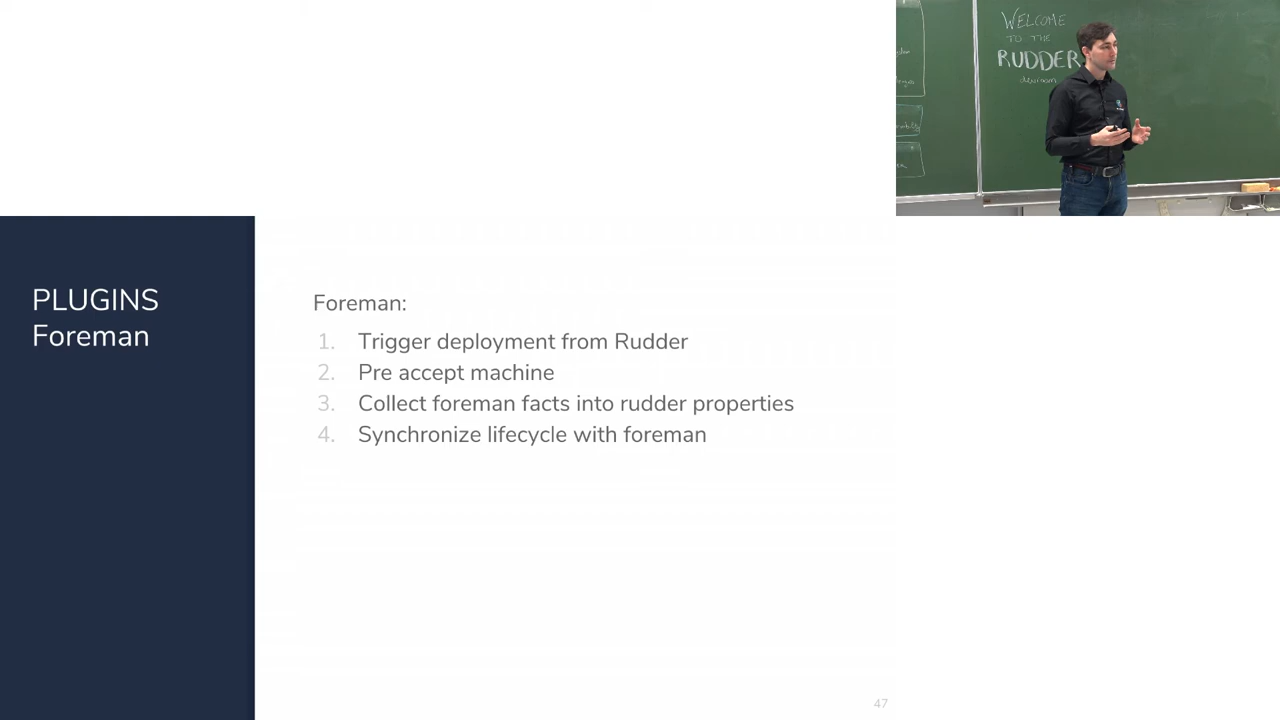 WELCOME
TO THE
RUDDER
devroom
PLUGINS
Foreman
Foreman:
1. Trigger deployment from Rudder
2. Pre accept machine
3. Collect foreman facts into rudder properties
4. Synchronize lifecycle with foreman
47